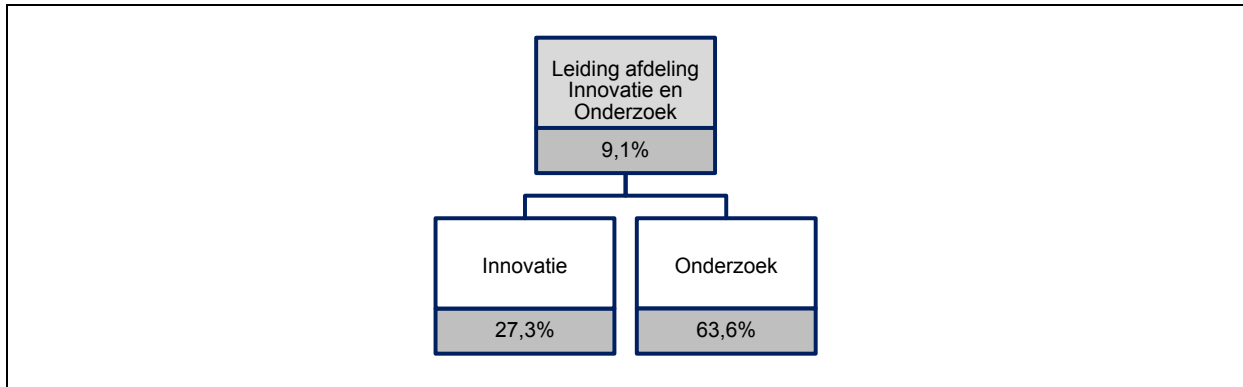 Leiding afdeling
Innovatie en
Onderzoek
9,1%
Innovatie
Onderzoek
27,3%
63,6%